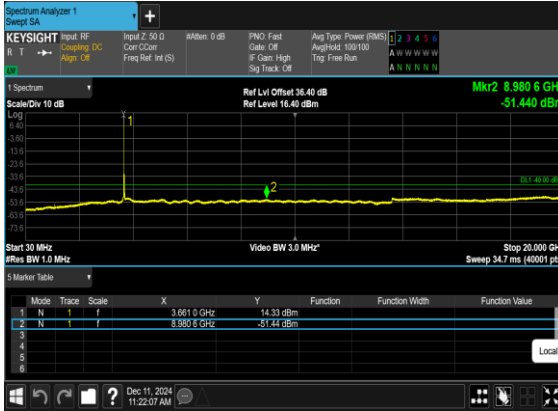 Spectrum Analyzer 1
Swept SA
+
KEYSIGHT Input: RF Input Z: 50 Ω #Atten: 0 dB PNO: Fast Avg Type: Power (RMS) 1 2 3 4 5 6
R T Coupling: DC Corr CCorr Gate: Off Avg|Hold: 100/100 A W W W W W
Align: Off Freq Ref: Int (S) IF Gain: High Trig: Free Run
Sig Track: Off A N N N N N
1 Spectrum Ref Lvl Offset 36.40 dB Mkr2 8.980 6 GH
Scale/Div 10 dB Ref Level 16.40 dBm -51.440 dBr
Log
6.40
-3.60
-13.6
-23.6
-33.6
-43.6
-53.6
-63.6
-73.6
1
2
DL1 -40.00 dB
Start 30 MHz Video BW 3.0 MHz* Stop 20.000 GH
#Res BW 1.0 MHz Sweep 34.7 ms (40001 pt
5 Marker Table
Mode Trace Scale X Y Function Function Width Function Value
1 N 1 f 3.661 0 GHz 14.33 dBm
2 N 1 f 8.980 6 GHz -51.44 dBm
3
4
5
6
Local
? Dec 11, 2024
11:22:07 AM